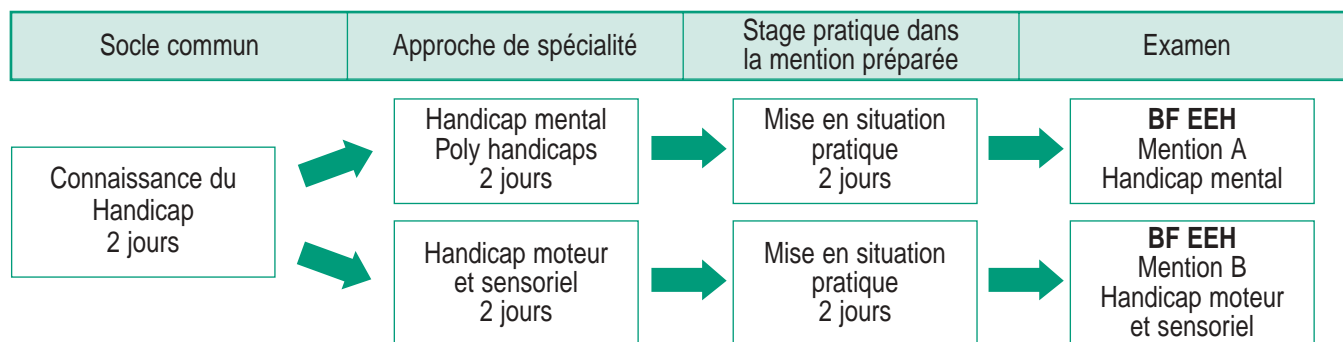 Socle commun
Approche de spécialité
Stage pratique dans
la mention préparée
Examen
Connaissance du
Handicap
2 jours
Handicap mental
Poly handicaps
2 jours
Mise en situation
pratique
2 jours
BF EEH
Mention A
Handicap mental
Handicap moteur
et sensoriel
2 jours
Mise en situation
pratique
2 jours
BF EEH
Mention B
Handicap moteur
et sensoriel